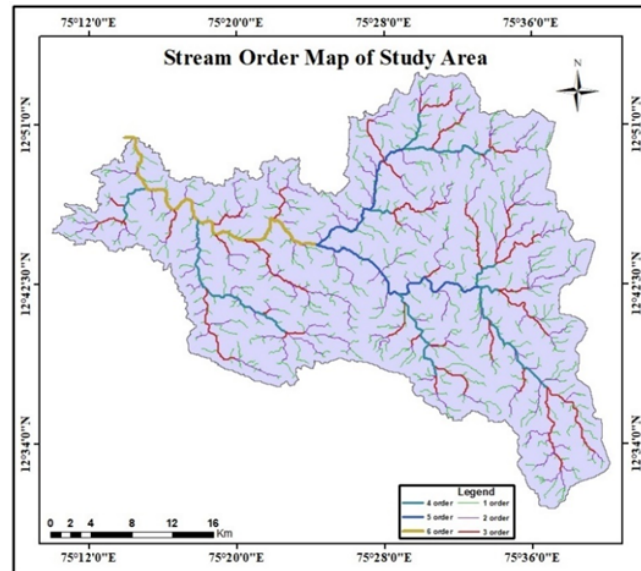 75°12'0"N 75°20'0"N 75°28'0"N 75°36'0"N
Stream Order Map of Study Area
N
12°51'0"N 12°51'0"N
12°42'30"N 12°42'30"N
12°34'0"N 12°34'0"N
Legend
4 order 1 order
5 order 2 order
6 order 3 order
0 2 4 8 12 16
Km
75°12'0"E 75°20'0"E 75°28'0"E 75°36'0"E